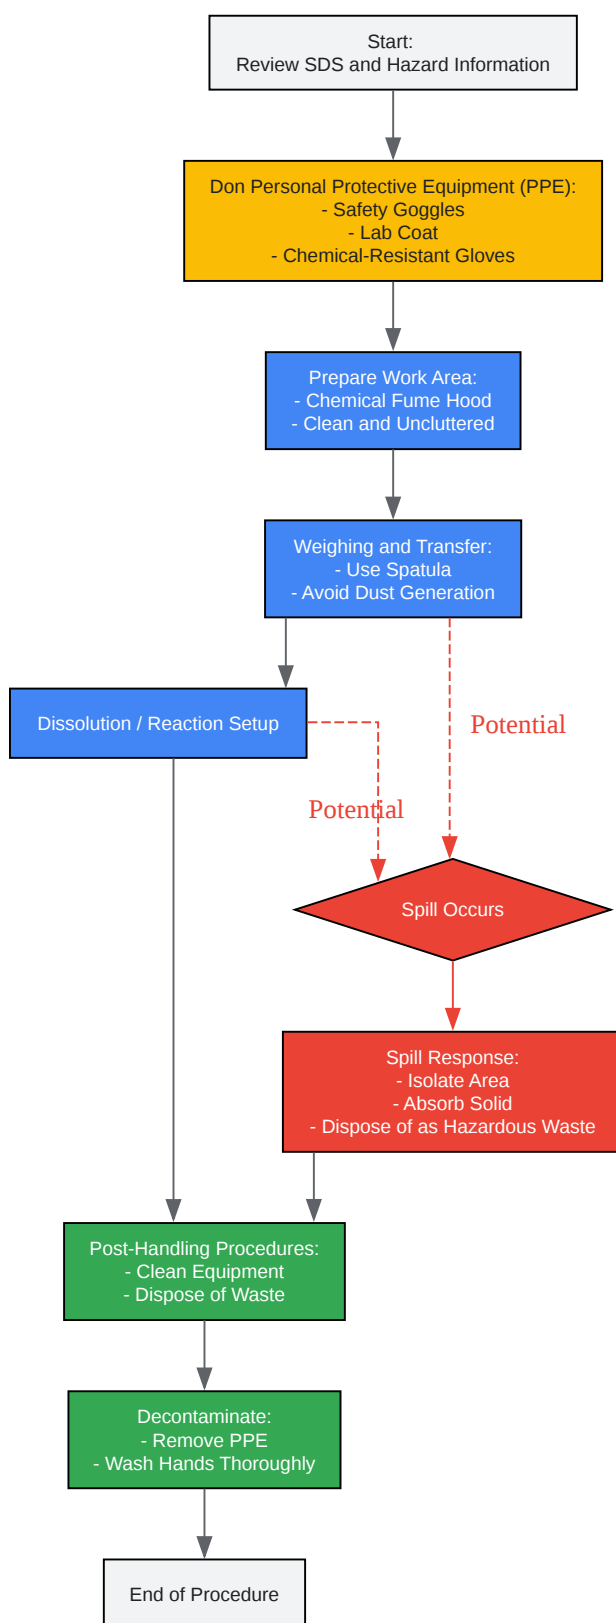 Start:
Review SDS and Hazard Information
Don Personal Protective Equipment (PPE):
- Safety Goggles
- Lab Coat
- Chemical-Resistant Gloves
Prepare Work Area:
- Chemical Fume Hood
- Clean and Uncluttered
Weighing and Transfer:
- Use Spatula
- Avoid Dust Generation
Dissolution / Reaction Setup
Potential
Potential
Spill Occurs
Spill Response:
- Isolate Area
- Absorb Solid
- Dispose of as Hazardous Waste
Post-Handling Procedures:
- Clean Equipment
- Dispose of Waste
Decontaminate:
- Remove PPE
- Wash Hands Thoroughly
End of Procedure